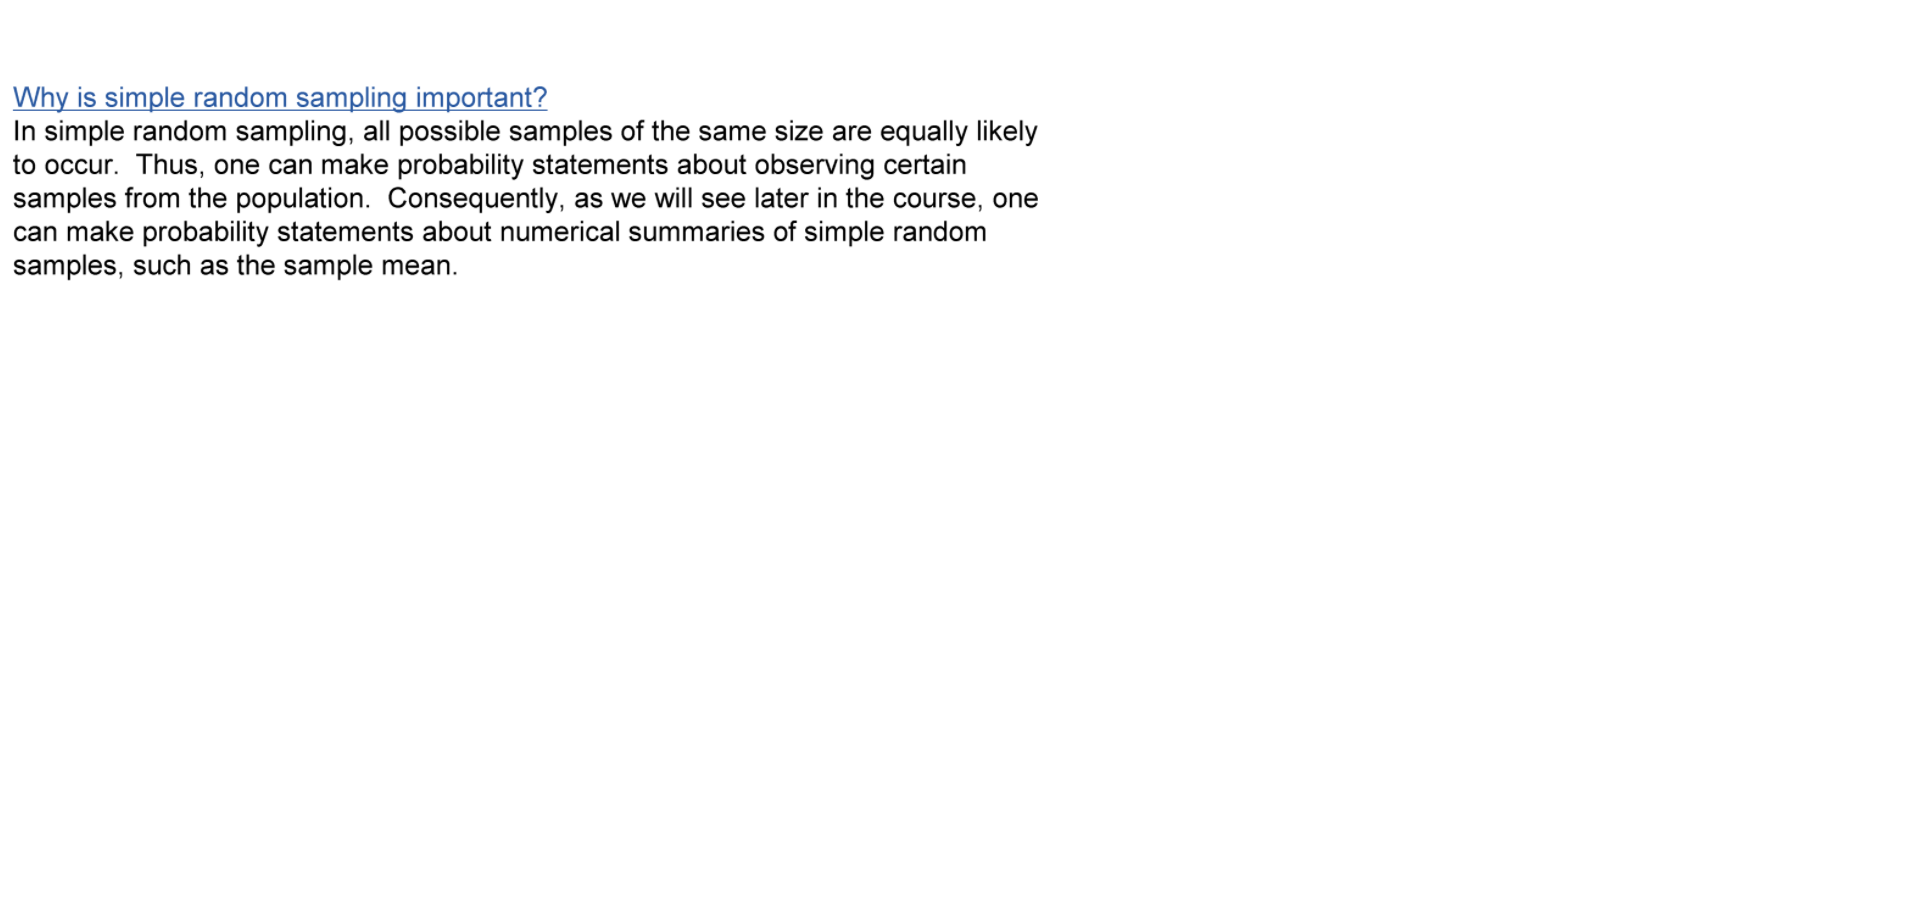 Why is simple random sampling important?
In simple random sampling, all possible samples of the same size are equally likely
to occur.  Thus, one can make probability statements about observing certain
samples from the population.  Consequently, as we will see later in the course, one
can make probability statements about numerical summaries of simple random
samples, such as the sample mean.